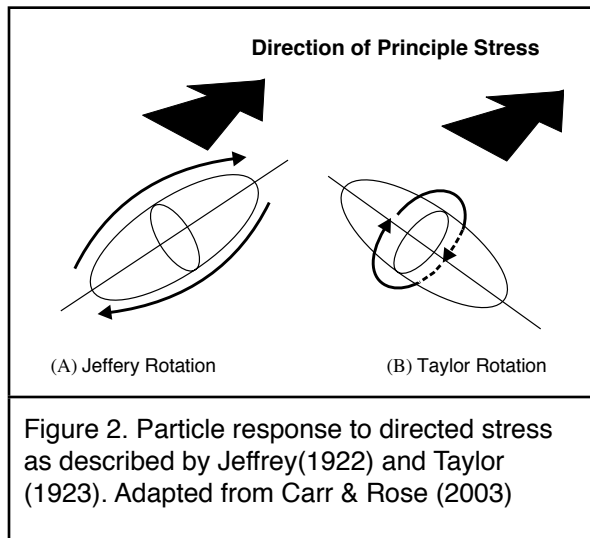 Direction of Principle Stress
(A) Jeffery Rotation
(B) Taylor Rotation
Figure 2. Particle response to directed stress
as described by Jeffrey(1922) and Taylor
(1923). Adapted from Carr & Rose (2003)